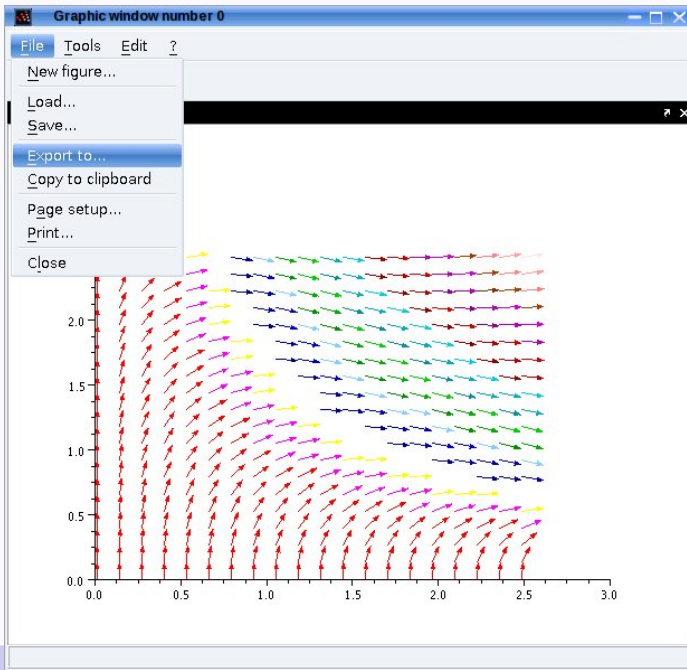 Graphic window number 0
File Tools Edit ?
New figure...
Load...
Save...
Export to...
Copy to clipboard
Page setup...
Print...
Close
2.0
1.5
1.0
0.5
0.0
0.0 0.5 1.0 1.5 2.0 2.5 3.0